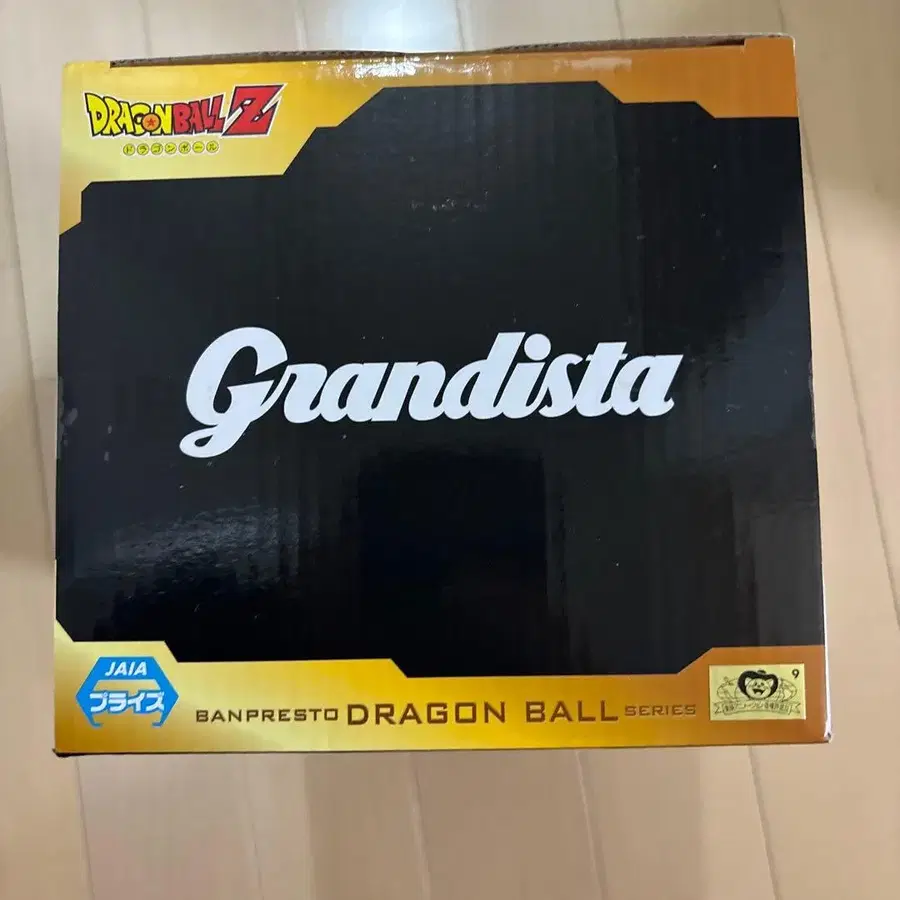 DRAGON BALL Z
ドラゴンボール
Grandista
JAIA
プライズ
BANPRESTO DRAGON BALL SERIES
9